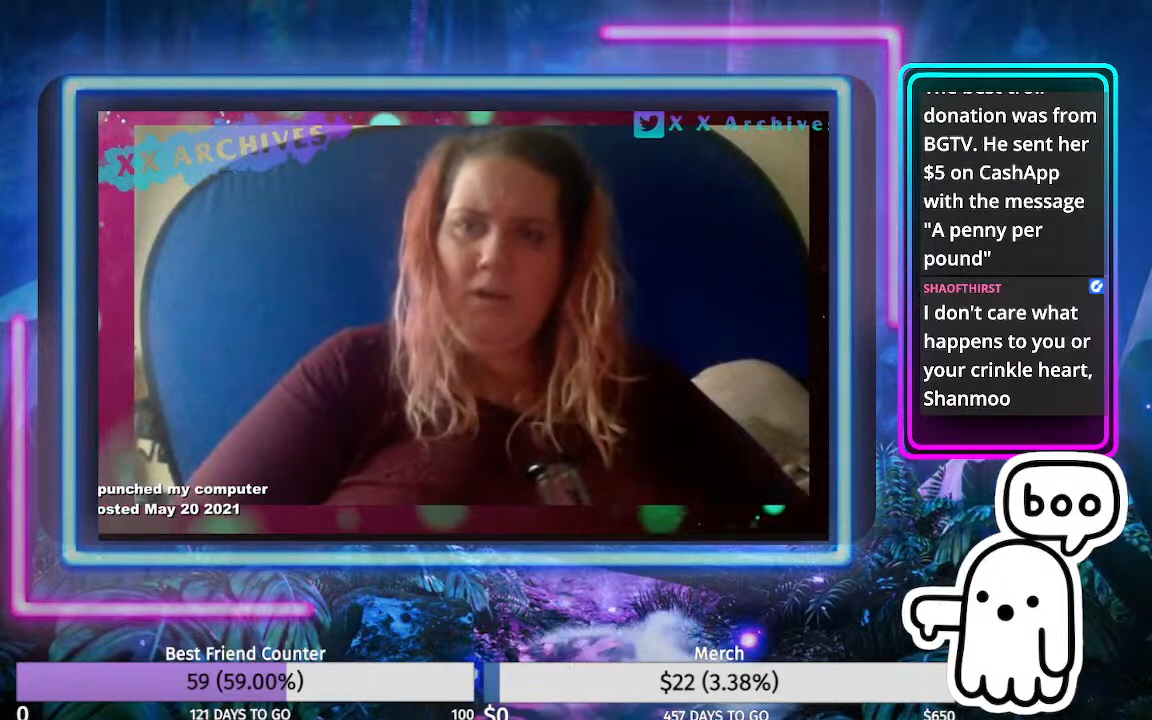 XX ARCHIVES
X X Archive
punched my computer
osted May 20 2021
donation was from
BGTV. He sent her
$5 on CashApp
with the message
"A penny per
pound"
SHAOFTHIRST
I don't care what
happens to you or
your crinkle heart,
Shanmoo
boo
Best Friend Counter
59 (59.00%)
0
121 DAYS TO GO
100
Merch
$22 (3.38%)
$0
457 DAYS TO GO
$650